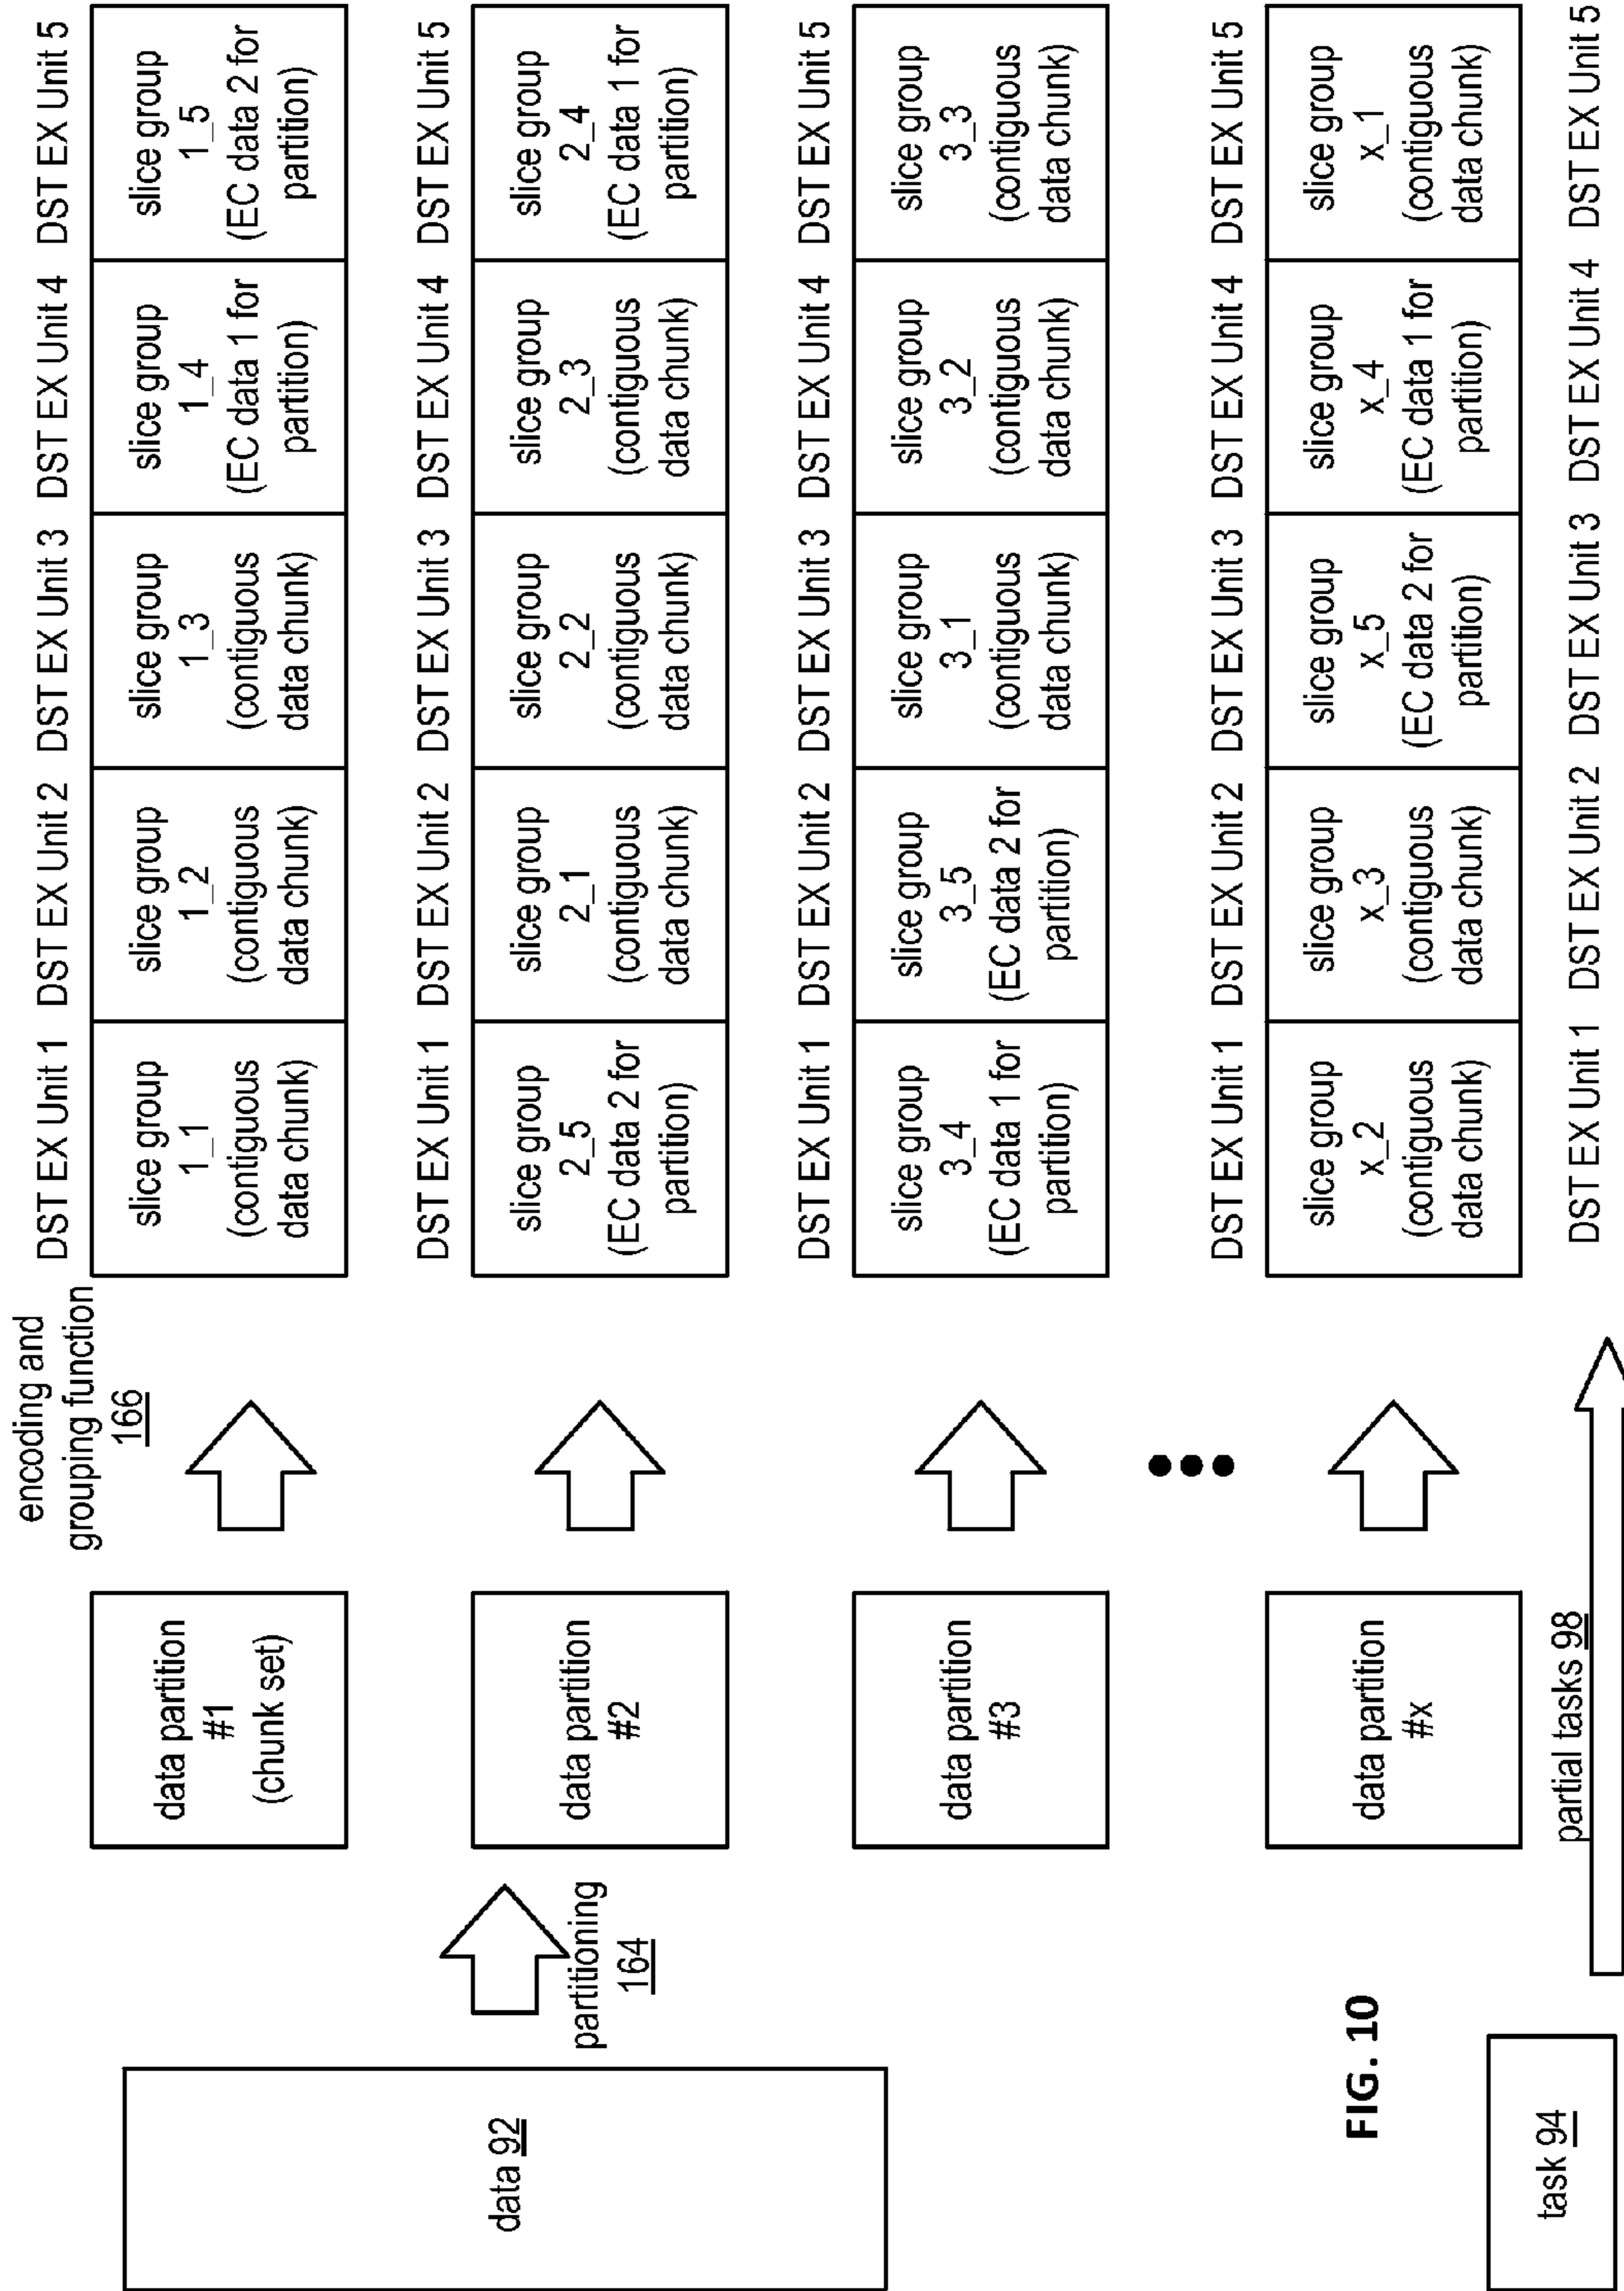 data 92
partitioning
164
data partition
#1
(chunk set)
data partition
#2
data partition
#3
data partition
#x
encoding and
grouping function
166
DST EX Unit 1 DST EX Unit 2 DST EX Unit 3 DST EX Unit 4 DST EX Unit 5
slice group
1_1
(contiguous
data chunk)
slice group
1_2
(contiguous
data chunk)
slice group
1_3
(contiguous
data chunk)
slice group
1_4
(EC data 1 for
partition)
slice group
1_5
(EC data 2 for
partition)
DST EX Unit 1 DST EX Unit 2 DST EX Unit 3 DST EX Unit 4 DST EX Unit 5
slice group
2_5
(EC data 2 for
partition)
slice group
2_1
(contiguous
data chunk)
slice group
2_2
(contiguous
data chunk)
slice group
2_3
(contiguous
data chunk)
slice group
2_4
(EC data 1 for
partition)
DST EX Unit 1 DST EX Unit 2 DST EX Unit 3 DST EX Unit 4 DST EX Unit 5
slice group
3_4
(EC data 1 for
partition)
slice group
3_5
(EC data 2 for
partition)
slice group
3_1
(contiguous
data chunk)
slice group
3_2
(contiguous
data chunk)
slice group
3_3
(contiguous
data chunk)
DST EX Unit 1 DST EX Unit 2 DST EX Unit 3 DST EX Unit 4 DST EX Unit 5
slice group
x_2
(contiguous
data chunk)
slice group
x_3
(contiguous
data chunk)
slice group
x_5
(EC data 2 for
partition)
slice group
x_4
(EC data 1 for
partition)
slice group
x_1
(contiguous
data chunk)
FIG. 10
task 94
partial tasks 98
DST EX Unit 1 DST EX Unit 2 DST EX Unit 3 DST EX Unit 4 DST EX Unit 5